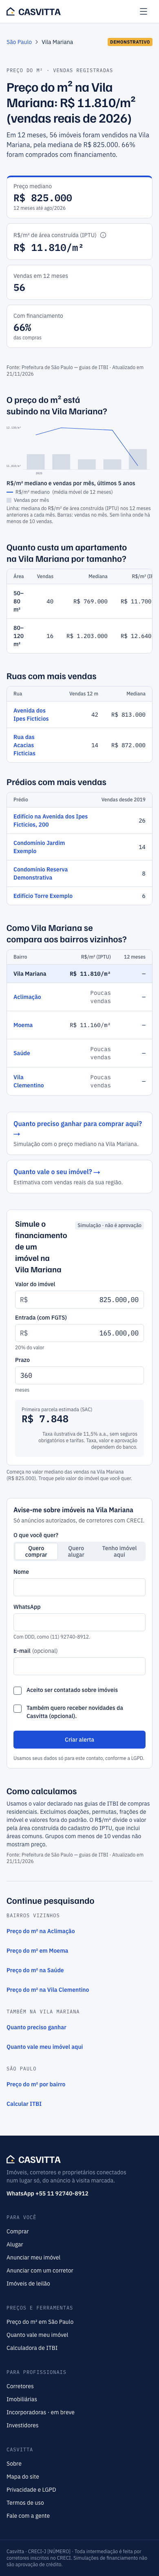 CASVITTA
São Paulo > Vila Mariana
DEMONSTRATIVO
PREÇO DO M² · VENDAS REGISTRADAS
Preço do m² na Vila
Mariana: R$ 11.810/m²
(vendas reais de 2026)
Em 12 meses, 56 imóveis foram vendidos na Vila
Mariana, pela mediana de R$ 825.000. 66%
foram comprados com financiamento.
Preço mediano
R$ 825.000
12 meses até ago/2026
R$/m² de área construída (IPTU)
R$ 11.810/m²
Vendas em 12 meses
56
Com financiamento
66%
das compras
Fonte: Prefeitura de São Paulo — guias de ITBI · Atualizado em
21/11/2026
O preço do m² está
subindo na Vila Mariana?
R$/m² mediano e vendas por mês, últimos 5 anos
R$/m² mediano (média móvel de 12 meses)
Vendas por mês
Linha: mediana do R$/m² de área construída (IPTU) nos 12 meses
anteriores a cada mês. Barras: vendas no mês. Sem linha onde há
menos de 10 vendas.
Quanto custa um apartamento
na Vila Mariana por tamanho?
Área Vendas Mediana R$/m² (I
50–
80
m² 40 R$ 769.000 R$ 11.700
80–
120
m² 16 R$ 1.203.000 R$ 12.640
Ruas com mais vendas
Rua Vendas 12 m Mediana
Avenida dos
Ipes Ficticios 42 R$ 813.000
Rua das
Acacias
Ficticias 14 R$ 872.000
Prédios com mais vendas
Prédio Vendas desde 2019
Edificio na Avenida dos Ipes
Ficticios, 200 26
Condominio Jardim
Exemplo 14
Condominio Reserva
Demonstrativa 8
Edificio Torre Exemplo 6
Como Vila Mariana se
compara aos bairros vizinhos?
Bairro R$/m² (IPTU) 12 meses
Vila Mariana R$ 11.810/m² —
Aclimação Poucas
vendas —
Moema R$ 11.160/m² —
Saúde Poucas
vendas —
Vila
Clementino Poucas
vendas —
Quanto preciso ganhar para comprar aqui?
→
Simulação com o preço mediano na Vila Mariana.
Quanto vale o seu imóvel? →
Estimativa com vendas reais da sua região.
Simule o
financiamento
de um
imóvel na
Vila Mariana
Simulação · não é aprovação
Valor do imóvel
R$ 825.000,00
Entrada (com FGTS)
R$ 165.000,00
20% do valor
Prazo
360
meses
Primeira parcela estimada (SAC)
R$ 7.848
Taxa ilustrativa de 11,5% a.a., sem seguros
obrigatórios e tarifas. Taxa, valor e aprovação
dependem do banco.
Começa no valor mediano das vendas na Vila Mariana
(R$ 825.000). Troque pelo valor do imóvel que você quer.
Avise-me sobre imóveis na Vila Mariana
Só anúncios autorizados, de corretores com CRECI.
O que você quer?
Quero
comprar
Quero
alugar
Tenho imóvel
aqui
Nome
WhatsApp
Com DDD, como (11) 92740-8912.
E-mail (opcional)
Aceito ser contatado sobre imóveis
Também quero receber novidades da
Casvitta (opcional).
Criar alerta
Usamos seus dados só para este contato, conforme a LGPD.
Como calculamos
Usamos o valor declarado nas guias de ITBI de compras
residenciais. Excluímos doações, permutas, frações de
imóvel e valores fora do padrão. O R$/m² divide o valor
pela área construída do cadastro do IPTU, que inclui
áreas comuns. Grupos com menos de 10 vendas não
mostram preço.
Fonte: Prefeitura de São Paulo — guias de ITBI · Atualizado em
21/11/2026
Continue pesquisando
BAIRROS VIZINHOS
Preço do m² na Aclimação
Preço do m² em Moema
Preço do m² na Saúde
Preço do m² na Vila Clementino
TAMBÉM NA VILA MARIANA
Quanto preciso ganhar
Quanto vale meu imóvel aqui
SÃO PAULO
Preço do m² por bairro
Calcular ITBI
CASVITTA
Imóveis, corretores e proprietários conectados
num lugar só, do anúncio à visita marcada.
WhatsApp +55 11 92740-8912
PARA VOCÊ
Comprar
Alugar
Anunciar meu imóvel
Anunciar com um corretor
Imóveis de leilão
PREÇOS E FERRAMENTAS
Preço do m² em São Paulo
Quanto vale meu imóvel
Calculadora de ITBI
PARA PROFISSIONAIS
Corretores
Imobiliárias
Incorporadoras · em breve
Investidores
CASVITTA
Sobre
Mapa do site
Privacidade e LGPD
Termos de uso
Fale com a gente
Casvitta · CRECI-J [NÚMERO] · Toda intermediação é feita por
corretores inscritos no CRECI. Simulações de financiamento não
são aprovação de crédito.